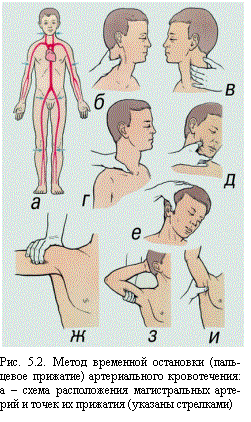 б
в
а
г
д
е
ж
з
и
Рис. 5.2. Метод временной остановки (паль-
цевое прижатие) артериального кровотечения:
а – схема расположения магистральных арте-
рий и точек их прижатия (указаны стрелками)